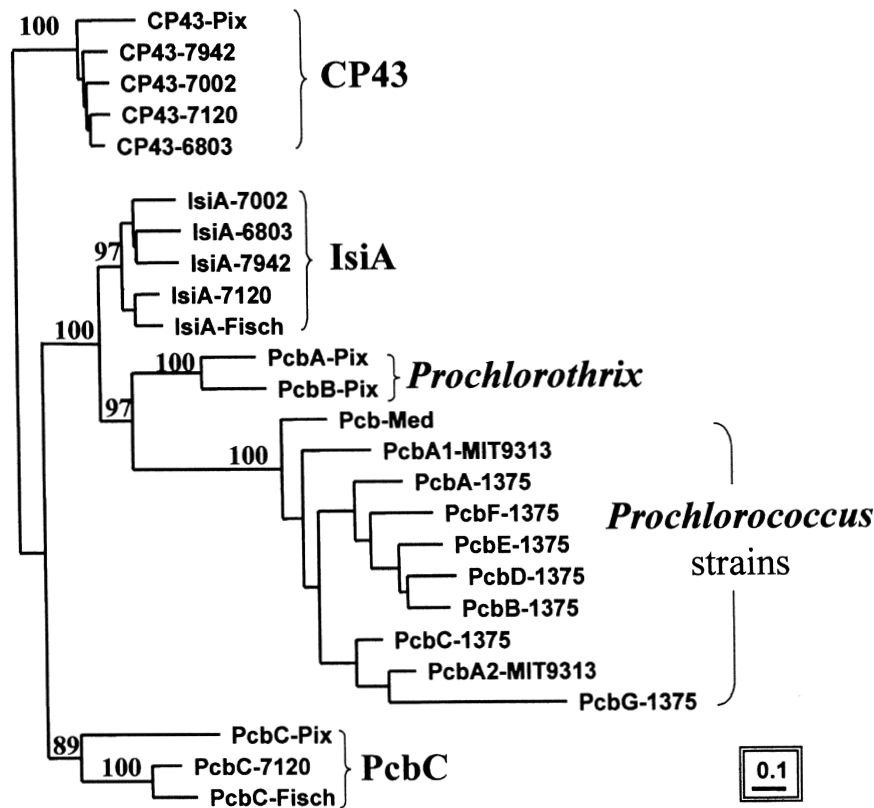 100
CP43-Pix
CP43-7942
CP43-7002
CP43-7120
CP43-6803
CP43
IsiA-7002
IsiA-6803
97
IsiA-7942
IsiA
IsiA-7120
IsiA-Fisch
100
PcbA-Pix
100
PcbB-Pix
Prochlorothrix
97
Pcb-Med
PcbA1-MIT9313
100
PcbA-1375
PcbF-1375
PcbE-1375
PcbD-1375
PcbB-1375
Prochlorococcus
strains
PcbC-1375
PcbA2-MIT9313
PcbG-1375
PcbC-Pix
89
PcbC-7120
100
PcbC-Fisch
PcbC
0.1